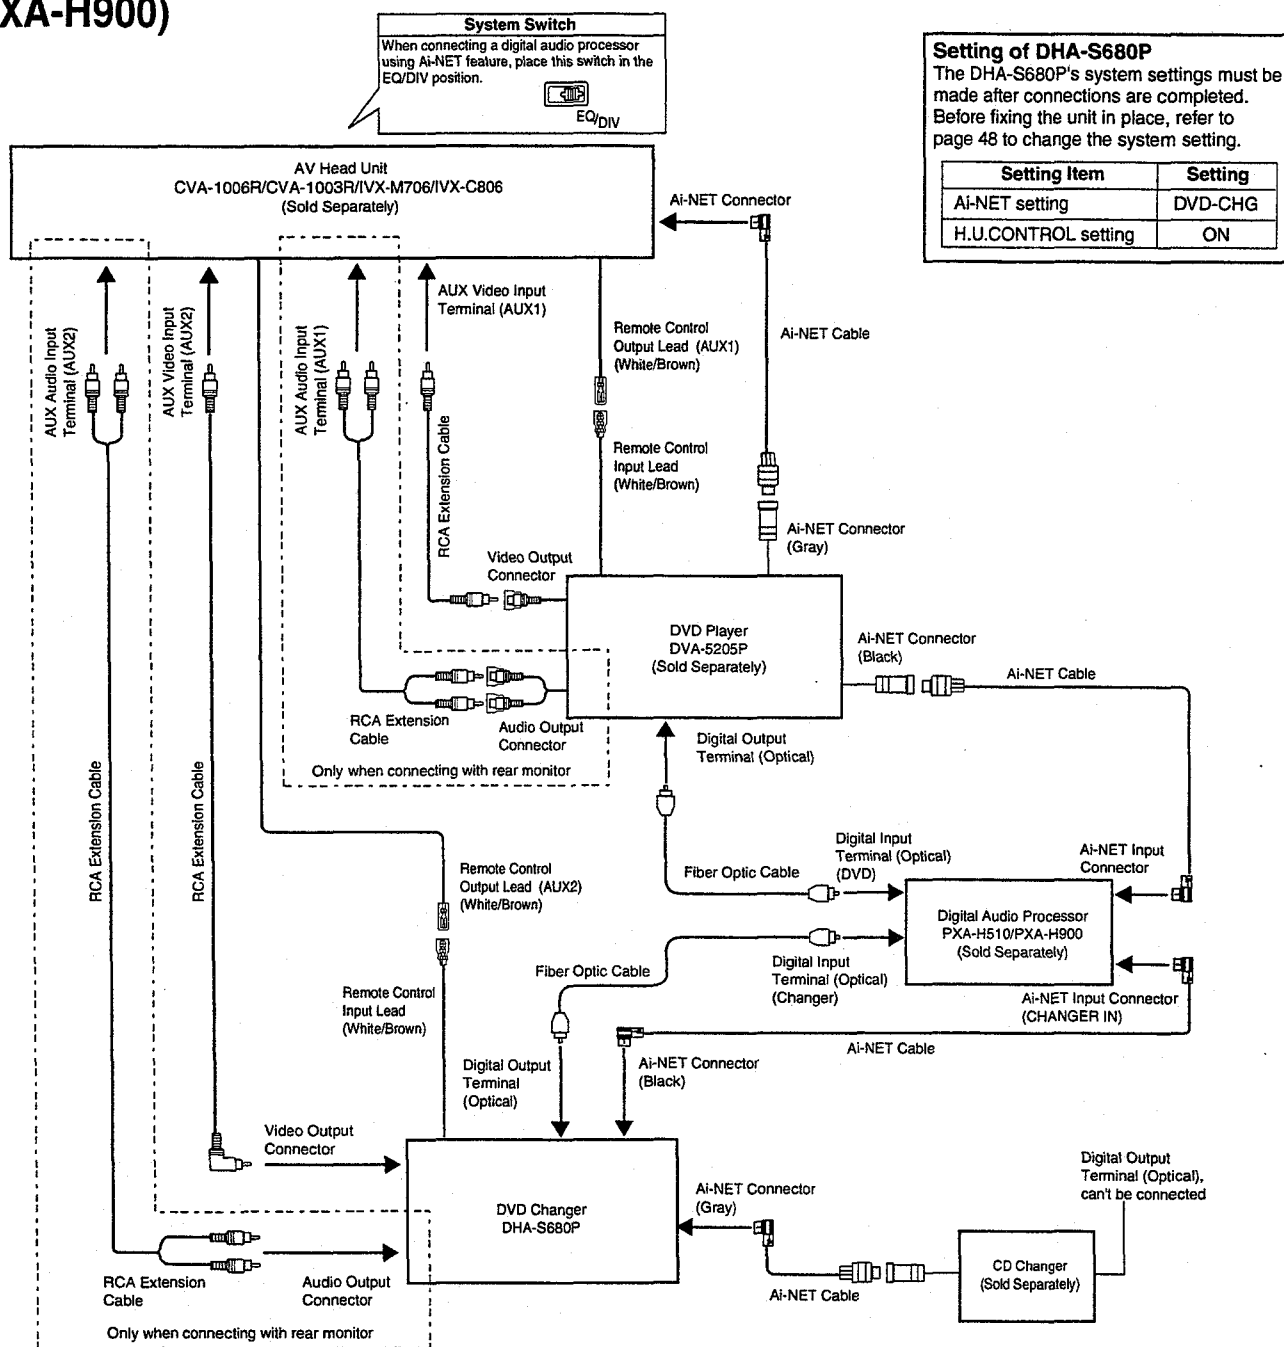 XA-H900)
System Switch
When connecting a digital audio processor
using Ai-NET feature, place this switch in the
EQ/DIV position.
EQ/DIV
Setting of DHA-S680P
The DHA-S680P's system settings must be
made after connections are completed.
Before fixing the unit in place, refer to
page 48 to change the system setting.
Setting Item Setting
Ai-NET setting DVD-CHG
H.U.CONTROL setting ON
AV Head Unit
CVA-1006R/CVA-1003R/IVX-M706/IVX-C806
(Sold Separately)
Ai-NET Connector
AUX Audio Input
Terminal (AUX2)
AUX Video Input
Terminal (AUX2)
AUX Audio Input
Terminal (AUX1)
AUX Video Input
Terminal (AUX1)
Remote Control
Output Lead (AUX1)
(White/Brown)
Ai-NET Cable
RCA Extension Cable
Remote Control
Input Lead
(White/Brown)
Ai-NET Connector
(Gray)
Video Output
Connector
DVD Player
DVA-5205P
(Sold Separately)
Ai-NET Connector
(Black)
Ai-NET Cable
RCA Extension
Cable
Audio Output
Connector
Only when connecting with rear monitor
Digital Output
Terminal (Optical)
RCA Extension Cable
RCA Extension Cable
Fiber Optic Cable
Digital Input
Terminal (Optical)
(DVD)
Ai-NET Input
Connector
Remote Control
Output Lead (AUX2)
(White/Brown)
Digital Audio Processor
PXA-H510/PXA-H900
(Sold Separately)
Fiber Optic Cable
Digital Input
Terminal (Optical)
(Changer)
Ai-NET Input Connector
(CHANGER IN)
Remote Control
Input Lead
(White/Brown)
Ai-NET Cable
Digital Output
Terminal
(Optical)
Ai-NET Connector
(Black)
Video Output
Connector
DVD Changer
DHA-S680P
Ai-NET Connector
(Gray)
Digital Output
Terminal (Optical),
can't be connected
RCA Extension
Cable
Audio Output
Connector
Ai-NET Cable
CD Changer
(Sold Separately)
Only when connecting with rear monitor